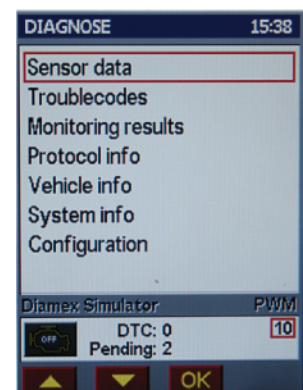 DIAGNOSE 15:38
Sensor data
Troublecodes
Monitoring results
Protocol info
Vehicle info
System info
Configuration
Diamex Simulator PWM
OFF DTC: 0 10
Pending: 2
OK